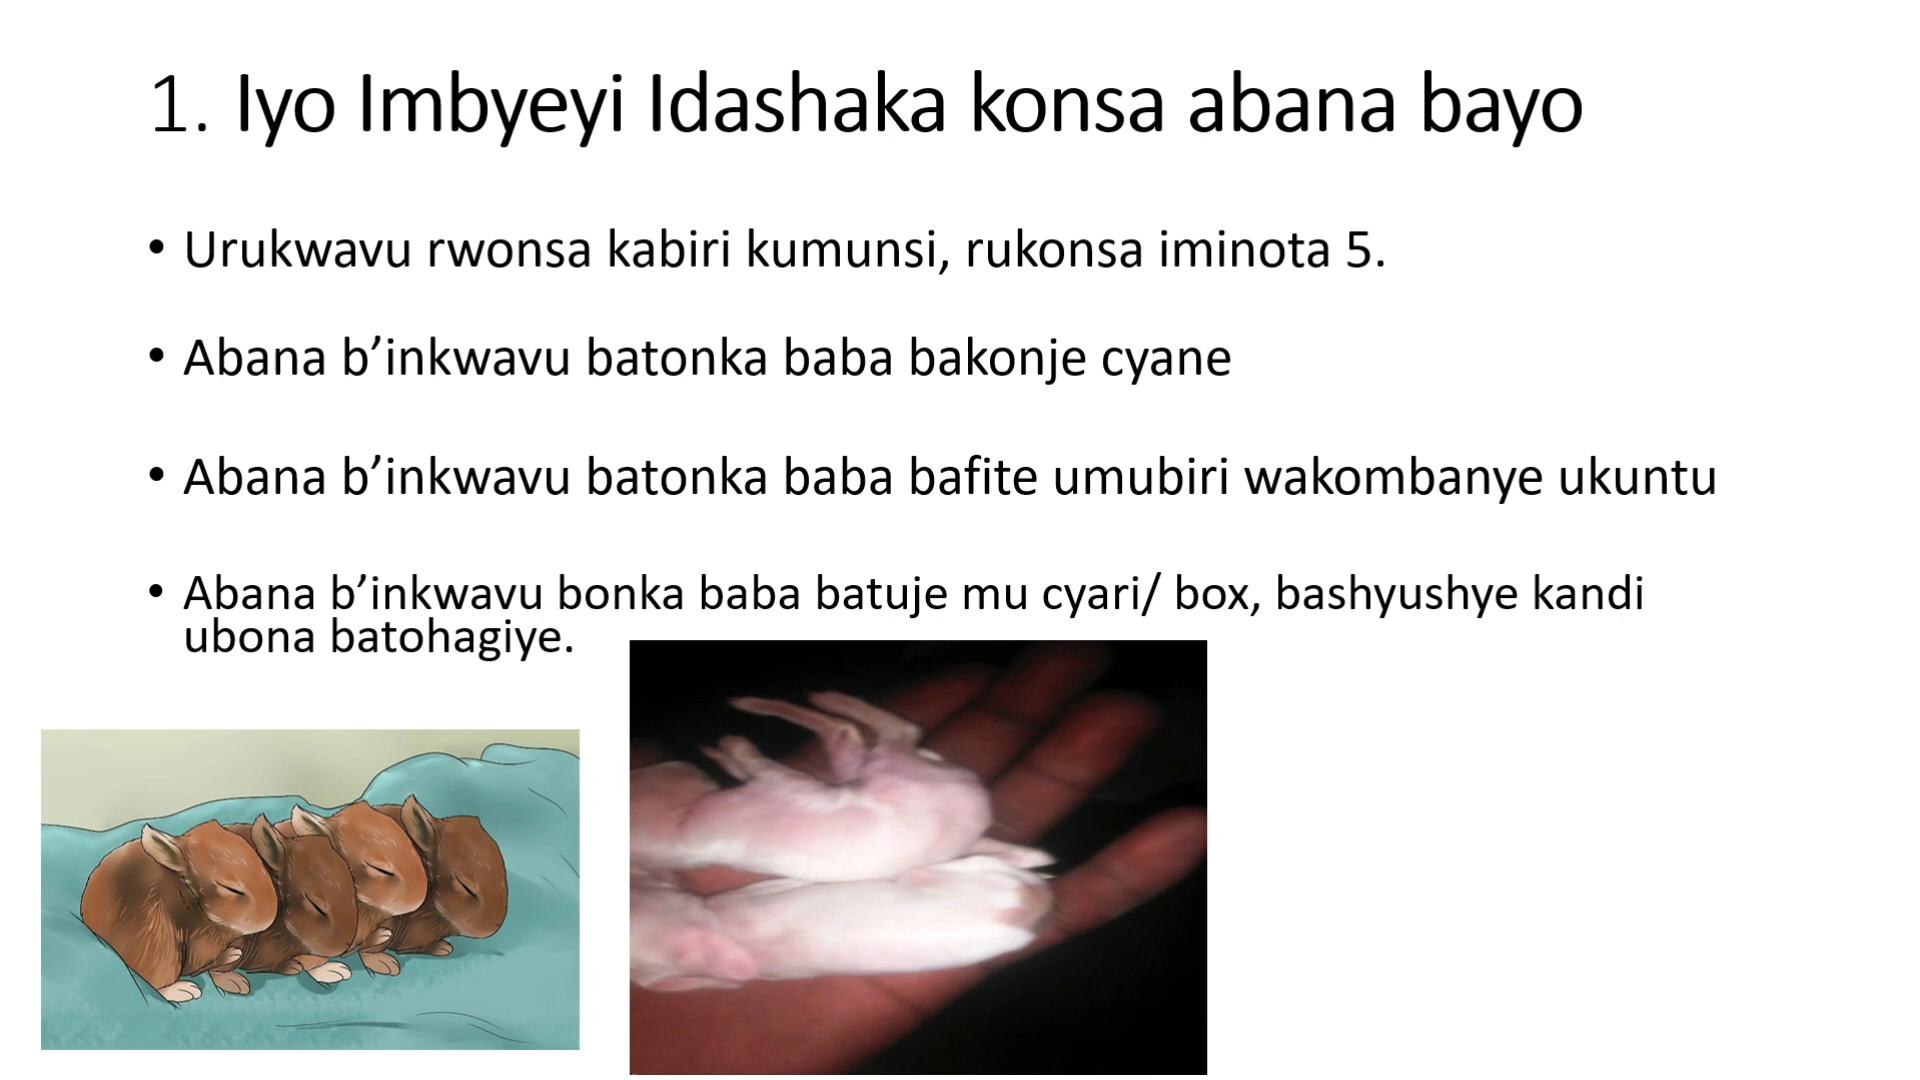 1. Iyo Imbyeyi Idashaka konsa abana bayo
• Urukwavu rwonsa kabiri kumunsi, rukonsa iminota 5.
• Abana b’inkwavu batonka baba bakonje cyane
• Abana b’inkwavu batonka baba bafite umubiri wakombanye ukuntu
• Abana b’inkwavu bonka baba batuje mu cyari/ box, bashyushye kandi
ubona batohagiye.